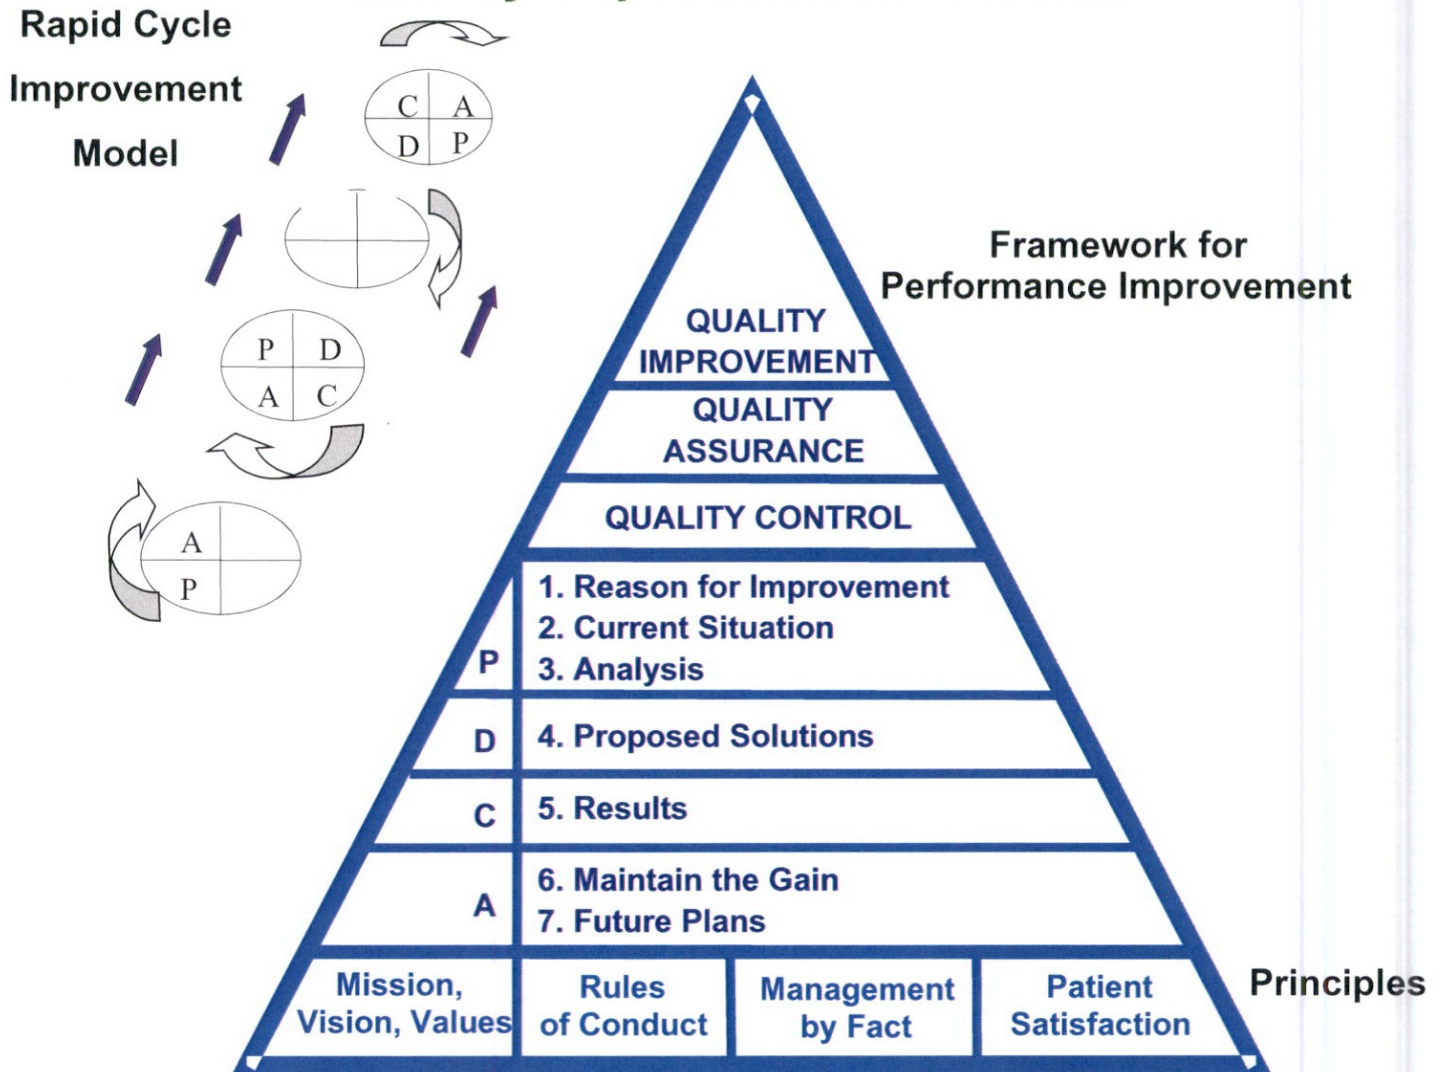 Rapid Cycle
Improvement
Model
C A
D P
P D
A C
A
P
Framework for
Performance Improvement
QUALITY
IMPROVEMENT
QUALITY
ASSURANCE
QUALITY CONTROL
P
1. Reason for Improvement
2. Current Situation
3. Analysis
D
4. Proposed Solutions
C
5. Results
A
6. Maintain the Gain
7. Future Plans
Mission,
Vision, Values
Rules
of Conduct
Management
by Fact
Patient
Satisfaction
Principles